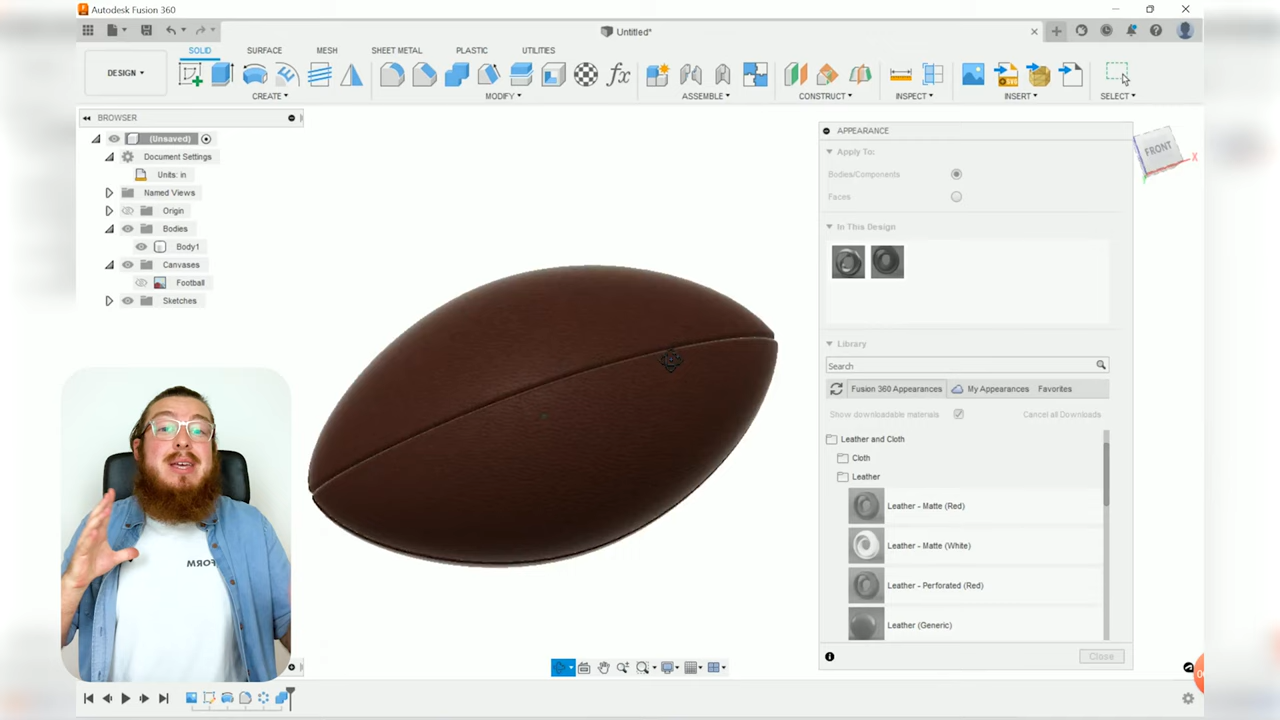 Autodesk Fusion 360
Untitled*
SOLID SURFACE MESH SHEET METAL PLASTIC UTILITIES
DESIGN
CREATE MODIFY ASSEMBLE CONSTRUCT INSPECT INSERT SELECT
BROWSER
(Unsaved)
Document Settings
Units: in
Named Views
Origin
Bodies
Body1
Canvases
Football
Sketches
APPEARANCE
Apply To:
Bodies/Components
Faces
In This Design
Library
Search
Fusion 360 Appearances My Appearances Favorites
Show downloadable materials Cancel all Downloads
Leather and Cloth
Cloth
Leather
Leather - Matte (Red)
Leather - Matte (White)
Leather - Perforated (Red)
Leather (Generic)
Close
FRONT
X